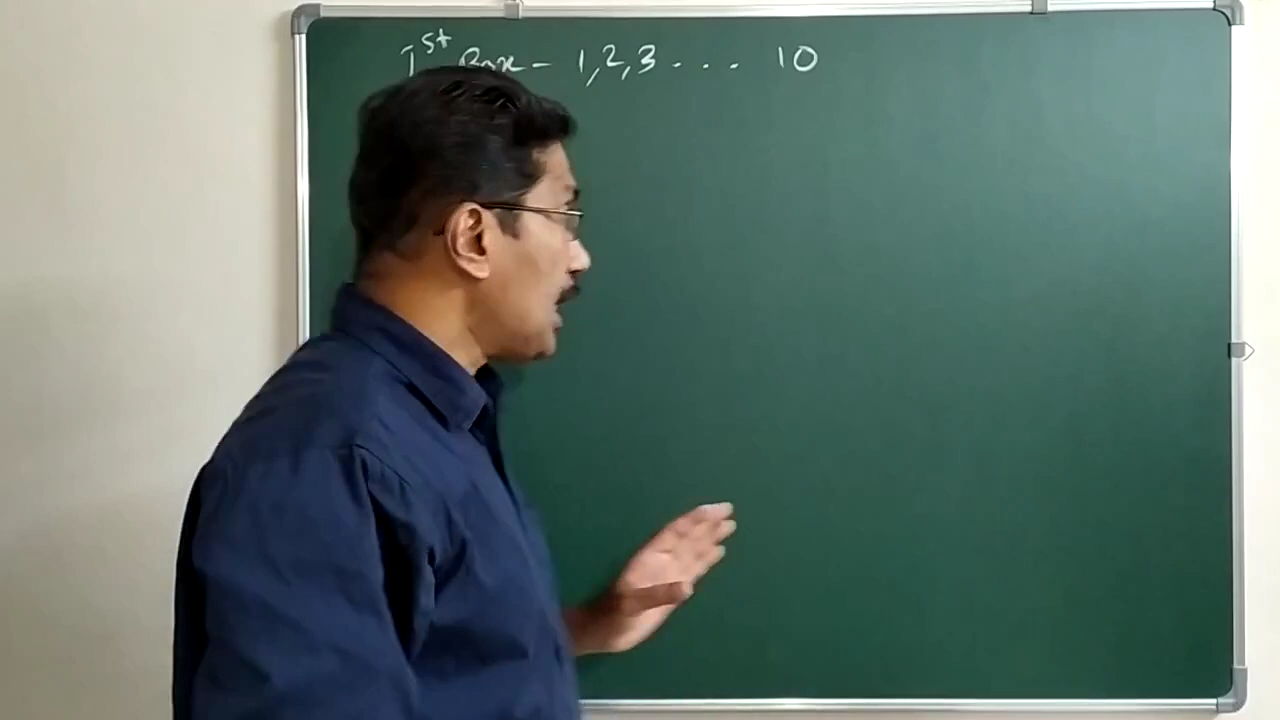 1st Box - 1,2,3 . . . 10